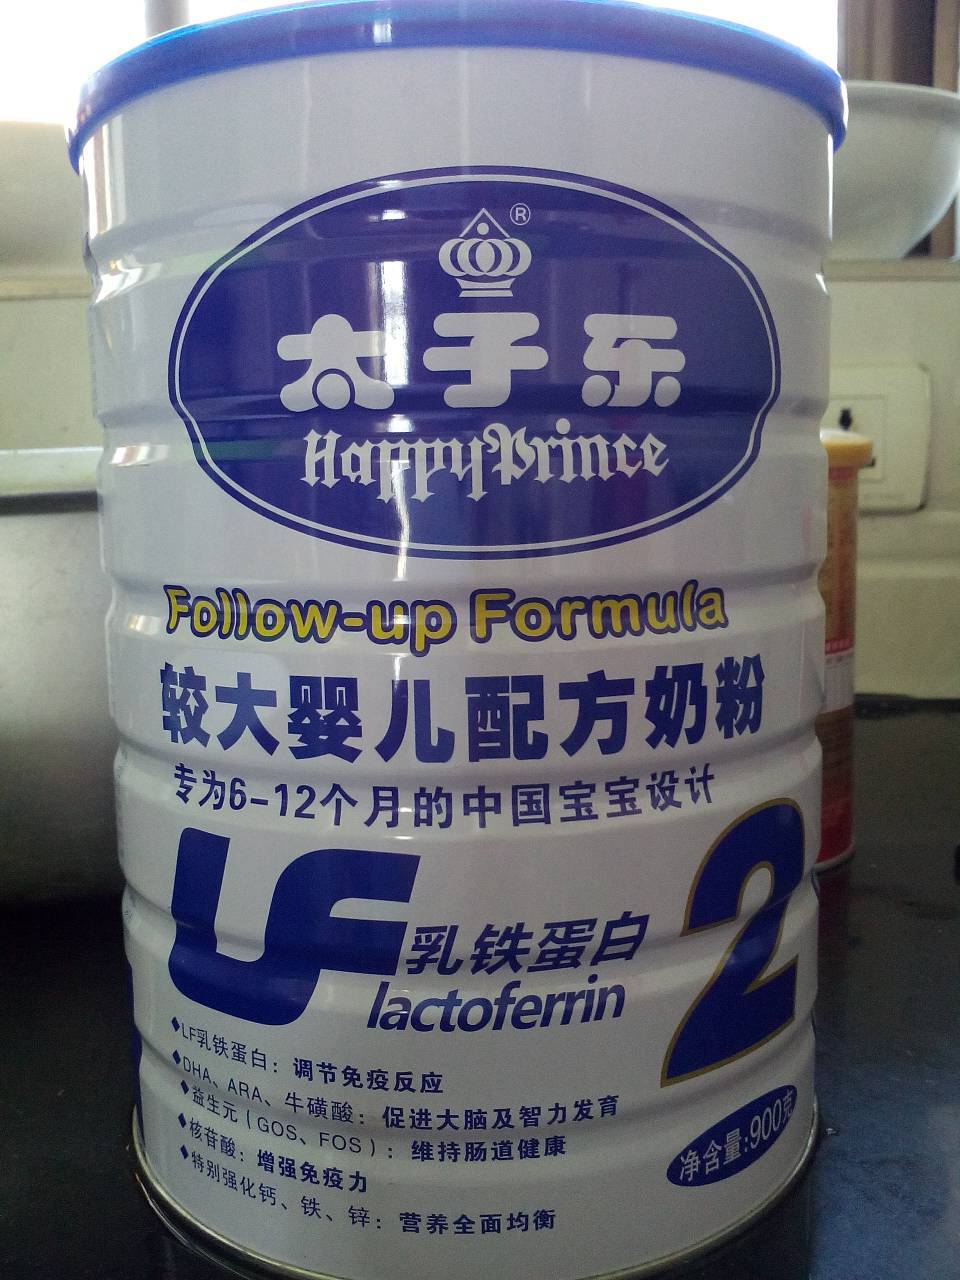 ®
太子乐
HappyPrince
Follow-up Formula
较大婴儿配方奶粉
专为6-12个月的中国宝宝设计
LF
乳铁蛋白
lactoferrin
2
◆LF乳铁蛋白：调节免疫反应
◆DHA、ARA、牛磺酸：促进大脑及智力发育
◆益生元（GOS、FOS）：维持肠道健康
◆核苷酸：增强免疫力
◆特别强化钙、铁、锌：营养全面均衡
净含量:900克